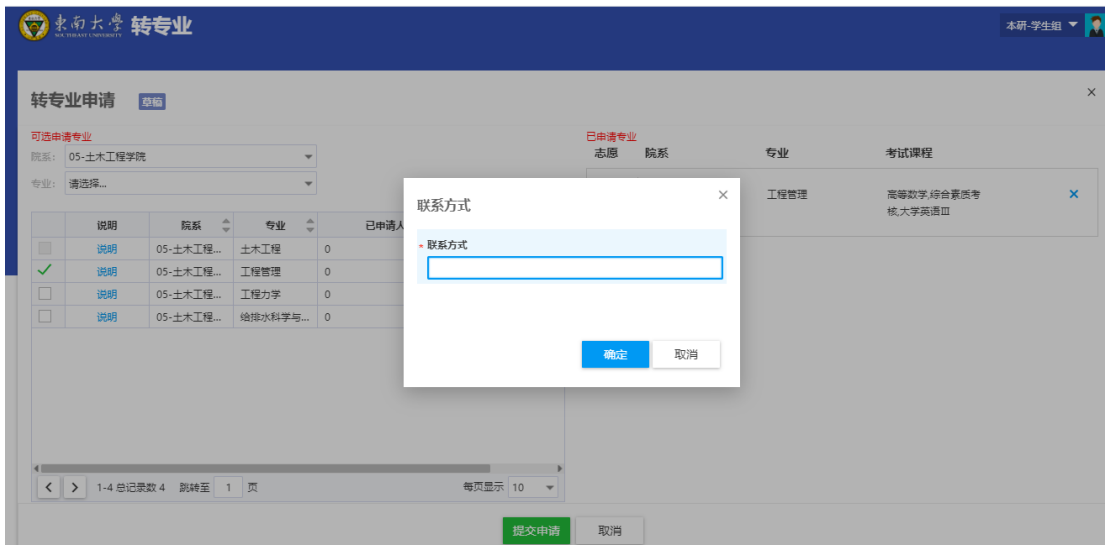 東南大學 转专业
SOUTHEAST UNIVERSITY
本研-学生组
转专业申请 草稿
可选申请专业
院系: 05-土木工程学院
专业: 请选择...
说明 院系 专业 已申请人
说明 05-土木工程... 土木工程 0
说明 05-土木工程... 工程管理 0
说明 05-土木工程... 工程力学 0
说明 05-土木工程... 给排水科学与... 0
1-4 总记录数 4 跳转至 1 页 每页显示 10
已申请专业
志愿 院系 专业 考试课程
工程管理 高等数学,综合素质考
核,大学英语Ⅲ
联系方式
* 联系方式
确定 取消
提交申请 取消